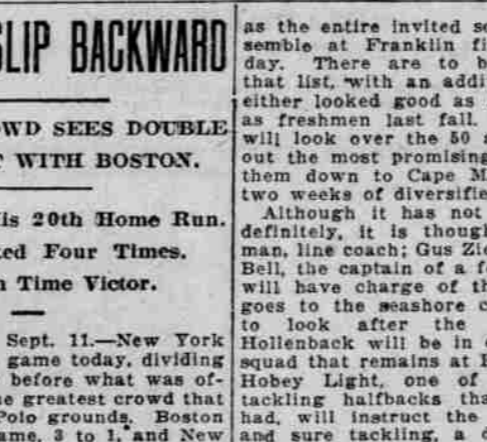 SLIP BACKWARD
OWD SEES DOUBLE
WITH BOSTON.
is 20th Home Run.
ed Four Times.
Time Victor.
Sept. 11.—New York
game today, dividing
before what was of-
e greatest crowd that
Polo grounds. Boston
ame, 3 to 1, and New
as the entire invited
semble at Franklin fi
day. There are to b
that list, with an addi
either looked good as
as freshmen last fall.
will look over the 50
out the most promising
them down to Cape M
two weeks of diversifie
Although it has not
definitely, it is though
man, line coach; Gus Zie
Bell, the captain of a f
will have charge of th
goes to the seashore c
to look after the
Hollenback will be in
squad that remains at
Hobey Light, one of
tackling halfbacks tha
had, will instruct the
and sure tackling, a